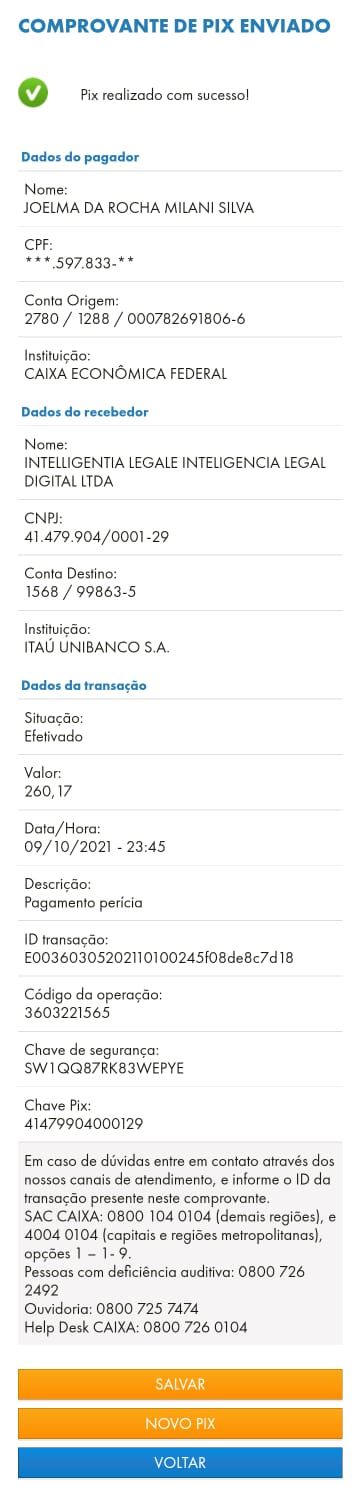 COMPROVANTE DE PIX ENVIADO
Pix realizado com sucesso!
Dados do pagador
Nome:
JOELMA DA ROCHA MILANI SILVA
CPF:
***.597.833-**
Conta Origem:
2780 / 1288 / 000782691806-6
Instituição:
CAIXA ECONÔMICA FEDERAL
Dados do recebedor
Nome:
INTELLIGENTIA LEGALE INTELIGENCIA LEGAL
DIGITAL LTDA
CNPJ:
41.479.904/0001-29
Conta Destino:
1568 / 99863-5
Instituição:
ITAÚ UNIBANCO S.A.
Dados da transação
Situação:
Efetivado
Valor:
260,17
Data/Hora:
09/10/2021 - 23:45
Descrição:
Pagamento perícia
ID transação:
E00360305202110100245f08de8c7d18
Código da operação:
3603221565
Chave de segurança:
SW1QQ87RK83WEPYE
Chave Pix:
41479904000129
Em caso de dúvidas entre em contato através dos
nossos canais de atendimento, e informe o ID da
transação presente neste comprovante.
SAC CAIXA: 0800 104 0104 (demais regiões), e
4004 0104 (capitais e regiões metropolitanas),
opções 1 – 1- 9.
Pessoas com deficiência auditiva: 0800 726
2492
Ouvidoria: 0800 725 7474
Help Desk CAIXA: 0800 726 0104
SALVAR
NOVO PIX
VOLTAR